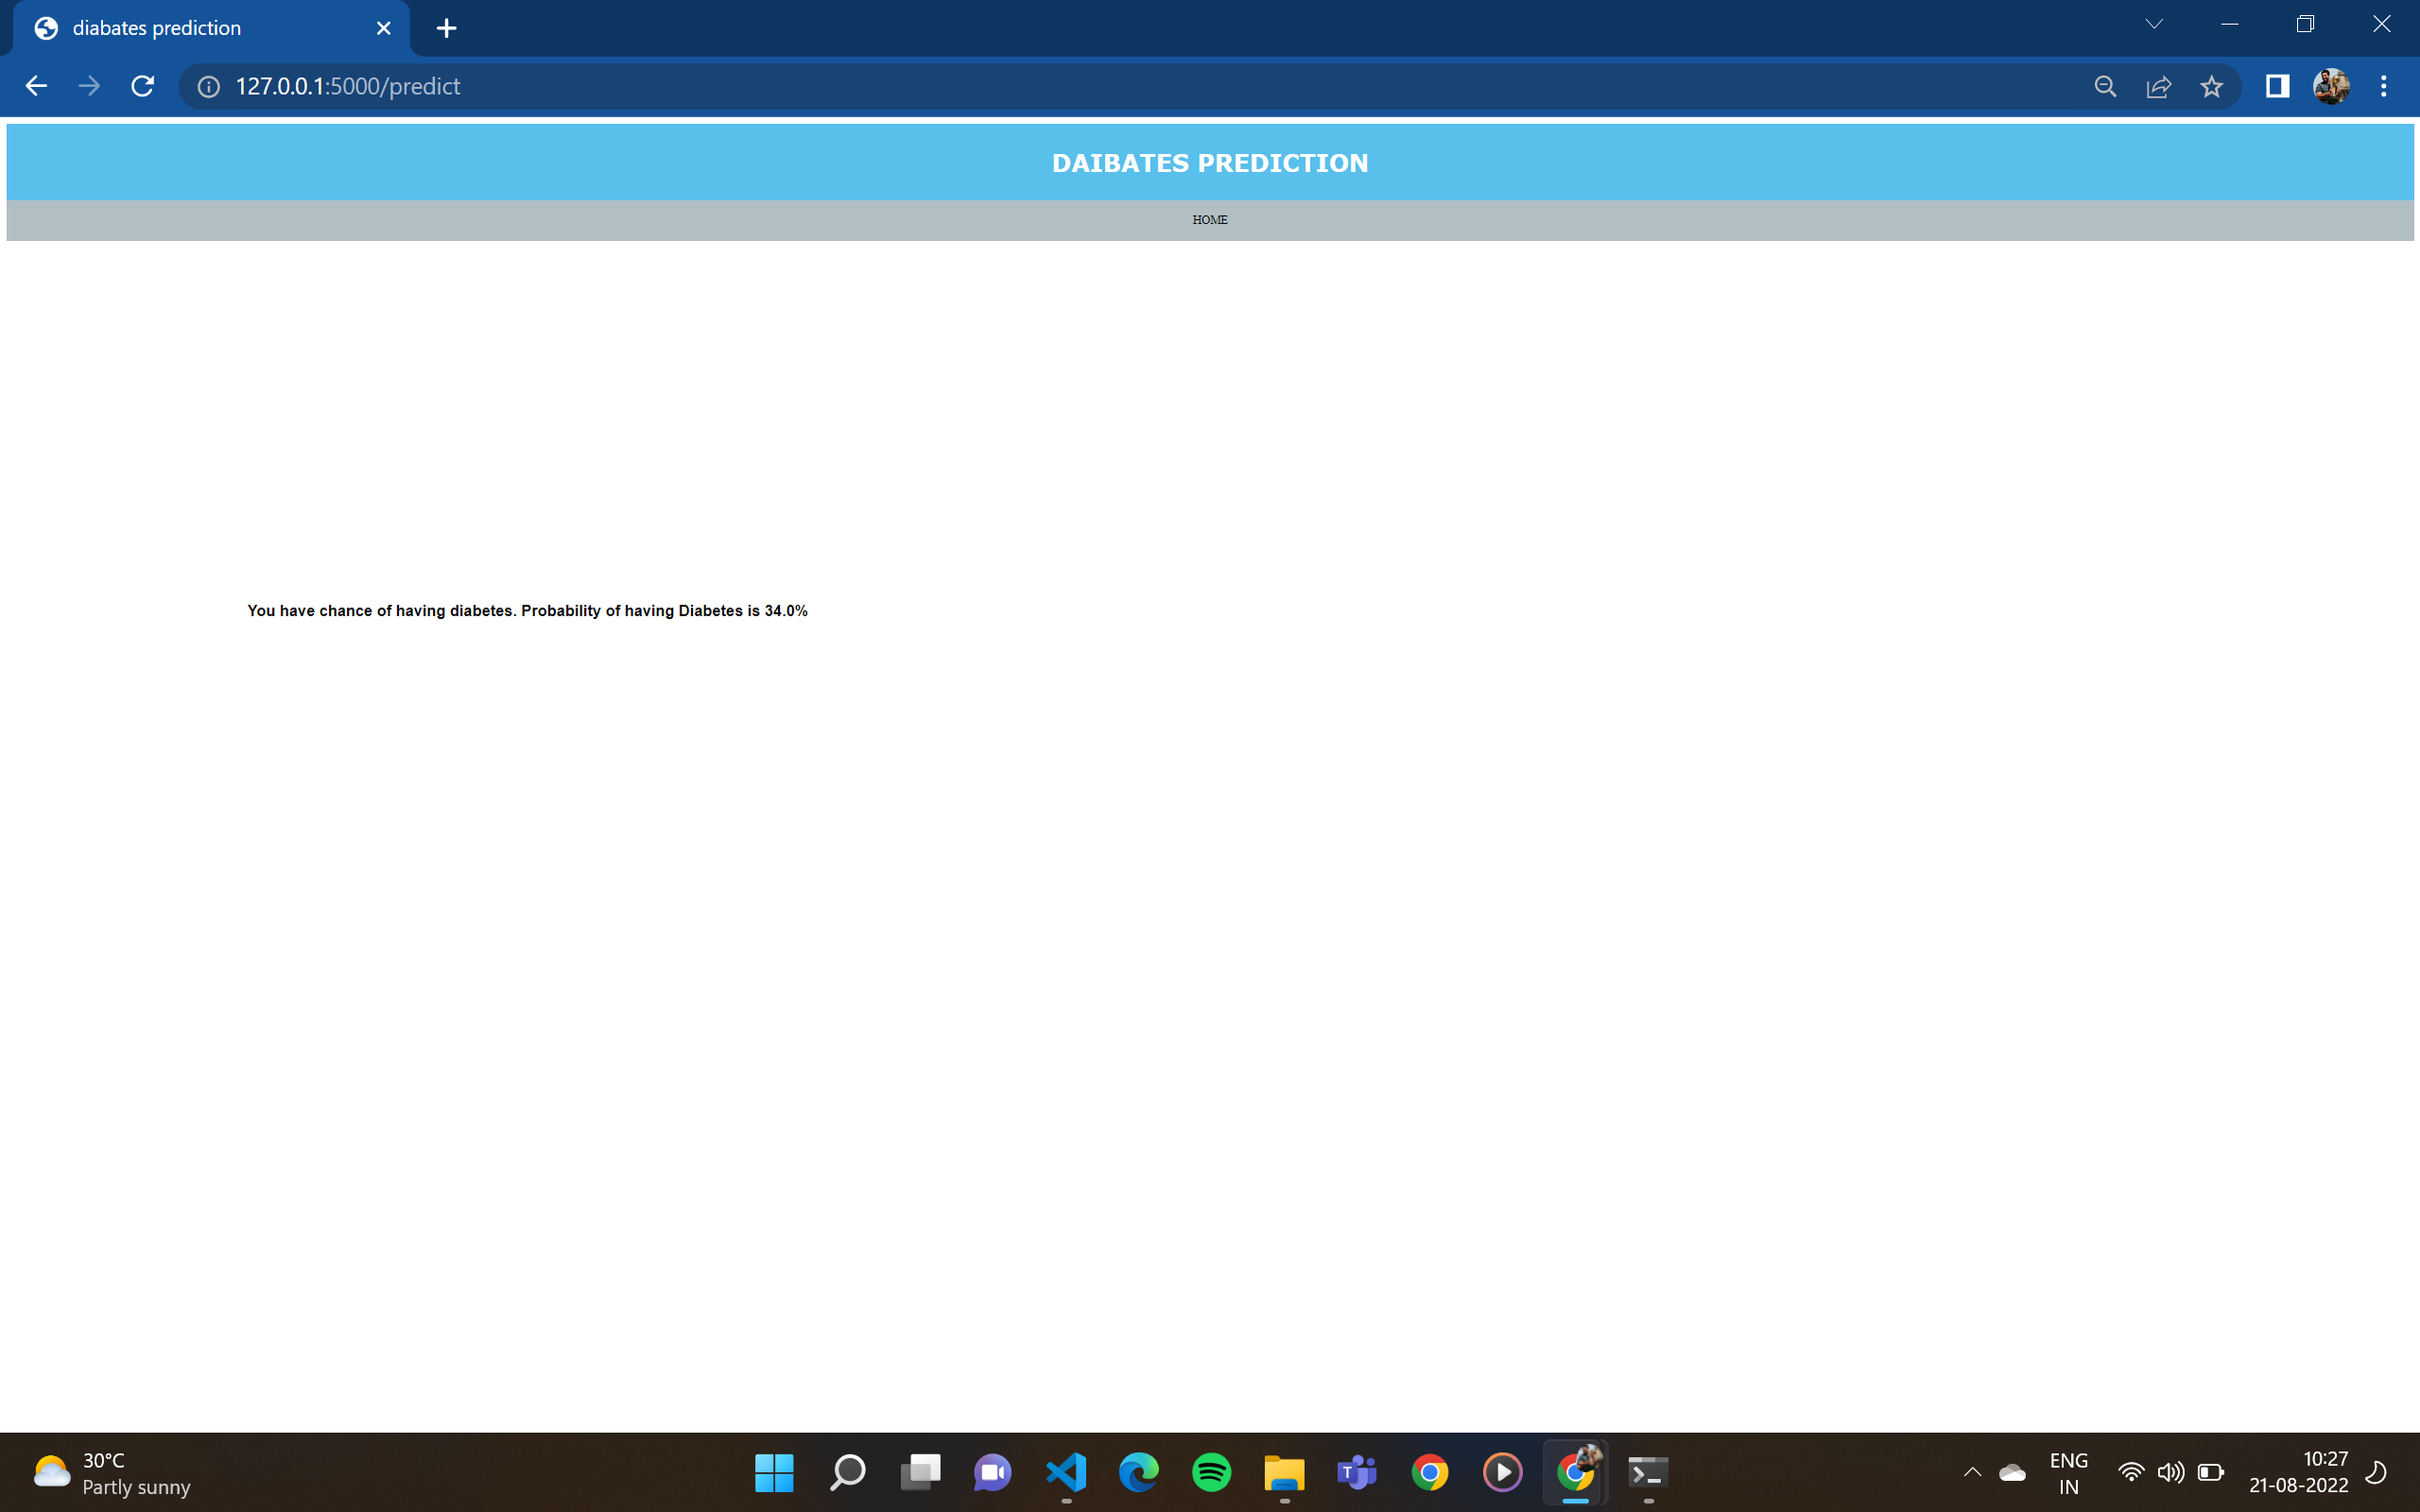 diabates prediction
127.0.0.1:5000/predict
DAIBATES PREDICTION
HOME
You have chance of having diabetes. Probability of having Diabetes is 34.0%
30°C
Partly sunny
ENG
IN
10:27
21-08-2022